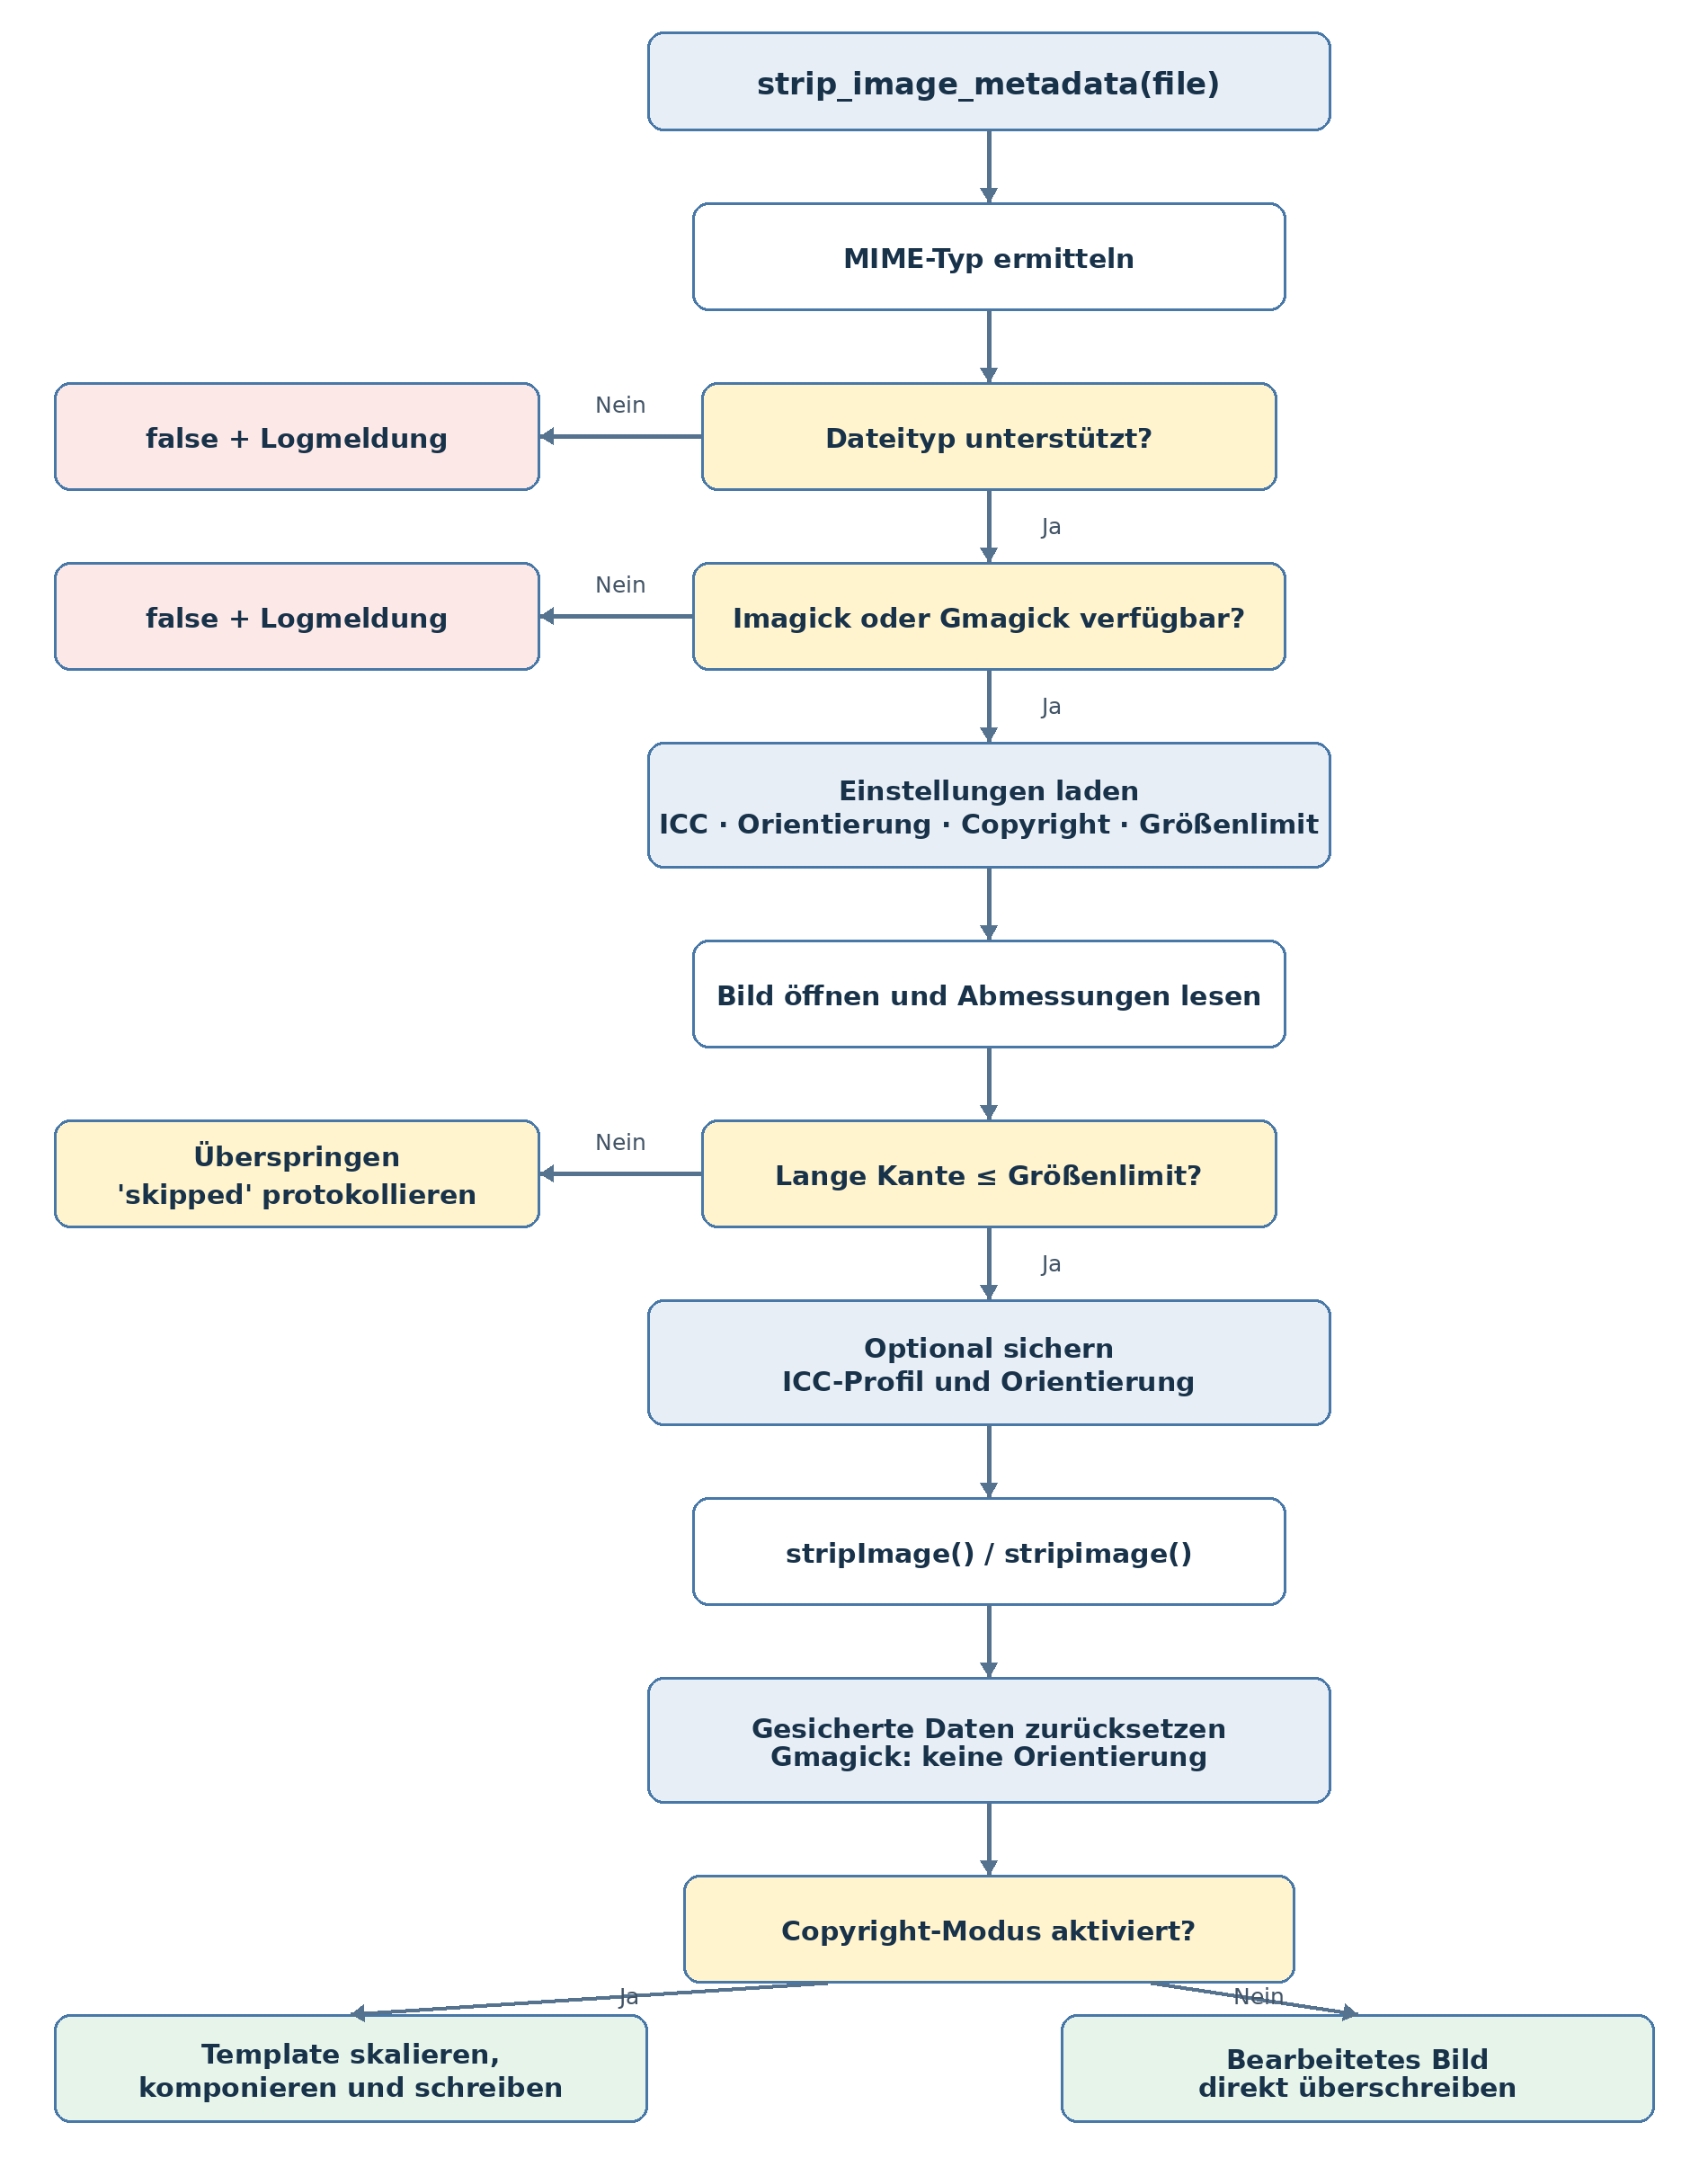 strip_image_metadata(file)
MIME-Typ ermitteln
Dateityp unterstützt?
Nein
false + Logmeldung
Ja
Imagick oder Gmagick verfügbar?
Nein
false + Logmeldung
Ja
Einstellungen laden
ICC · Orientierung · Copyright · Größenlimit
Bild öffnen und Abmessungen lesen
Lange Kante ≤ Größenlimit?
Nein
Überspringen
'skipped' protokollieren
Ja
Optional sichern
ICC-Profil und Orientierung
stripImage() / stripimage()
Gesicherte Daten zurücksetzen
Gmagick: keine Orientierung
Copyright-Modus aktiviert?
Ja
Nein
Template skalieren,
komponieren und schreiben
Bearbeitetes Bild
direkt überschreiben